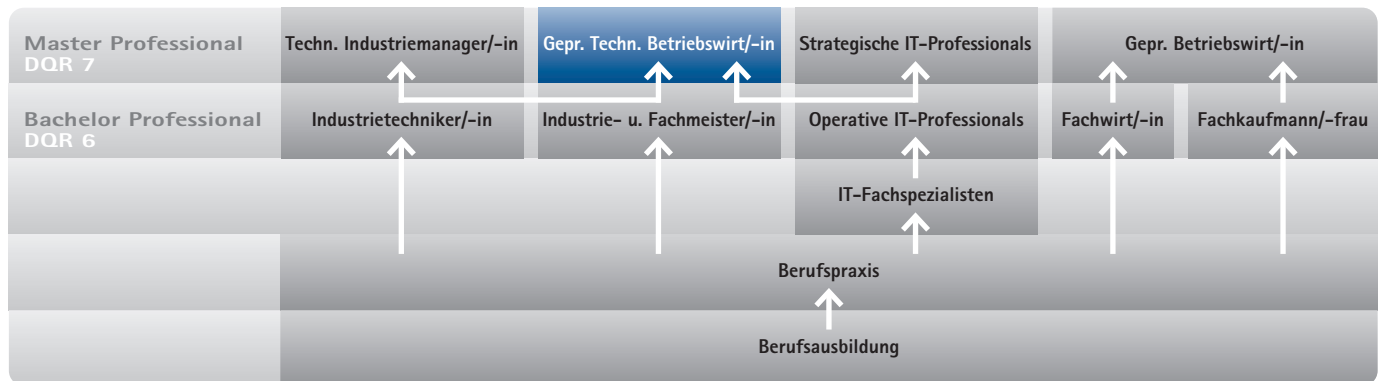 Master Professional
DQR 7
Techn. Industriemanager/-in
Gepr. Techn. Betriebswirt/-in
Strategische IT-Professionals
Gepr. Betriebswirt/-in
Bachelor Professional
DQR 6
Industrietechniker/-in
Industrie- u. Fachmeister/-in
Operative IT-Professionals
Fachwirt/-in
Fachkaufmann/-frau
IT-Fachspezialisten
Berufspraxis
Berufsausbildung